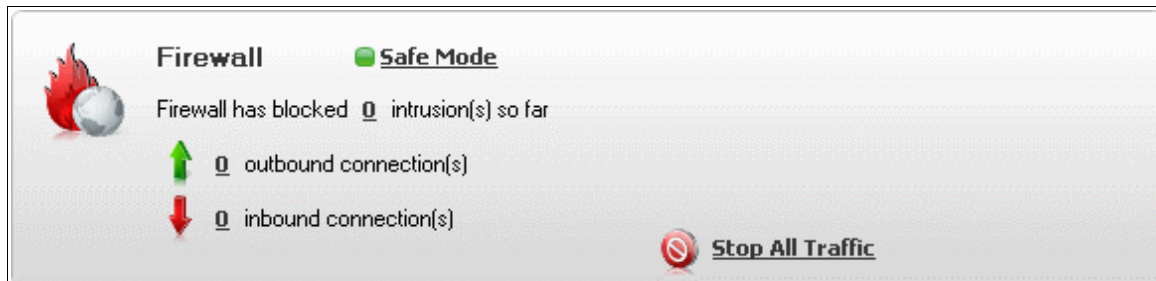 Firewall Safe Mode
Firewall has blocked 0 intrusion(s) so far
0 outbound connection(s)
0 inbound connection(s)
Stop All Traffic